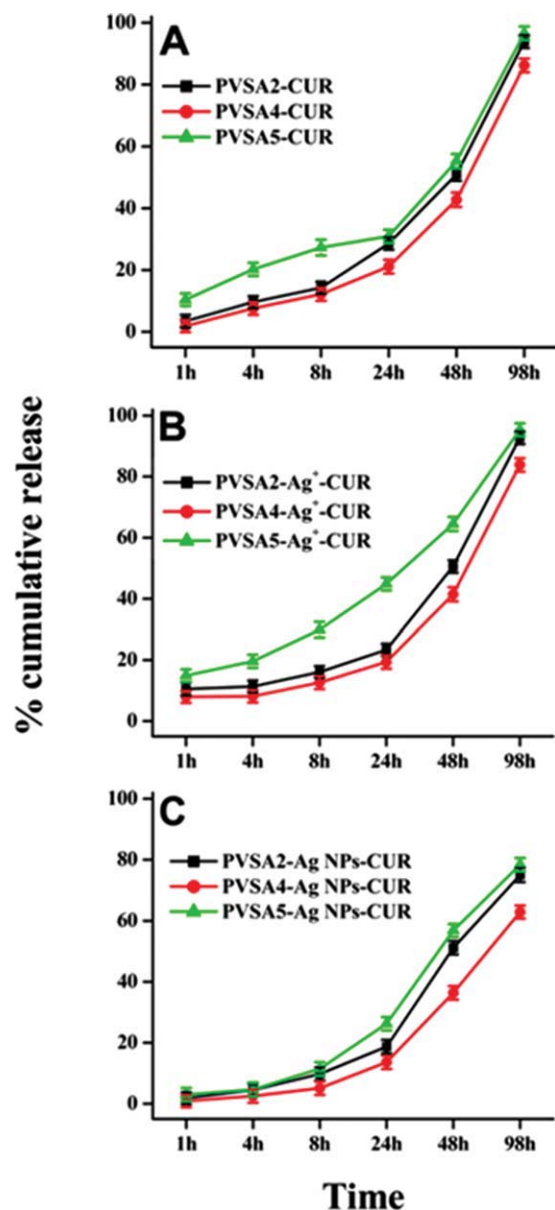 % cumulative release
A
100
80
60
40
20
0
PVSA2-CUR
PVSA4-CUR
PVSA5-CUR
1h 4h 8h 24h 48h 98h
B
100
80
60
40
20
0
PVSA2-Ag⁺-CUR
PVSA4-Ag⁺-CUR
PVSA5-Ag⁺-CUR
1h 4h 8h 24h 48h 98h
C
100
80
60
40
20
0
PVSA2-Ag NPs-CUR
PVSA4-Ag NPs-CUR
PVSA5-Ag NPs-CUR
1h 4h 8h 24h 48h 98h
Time